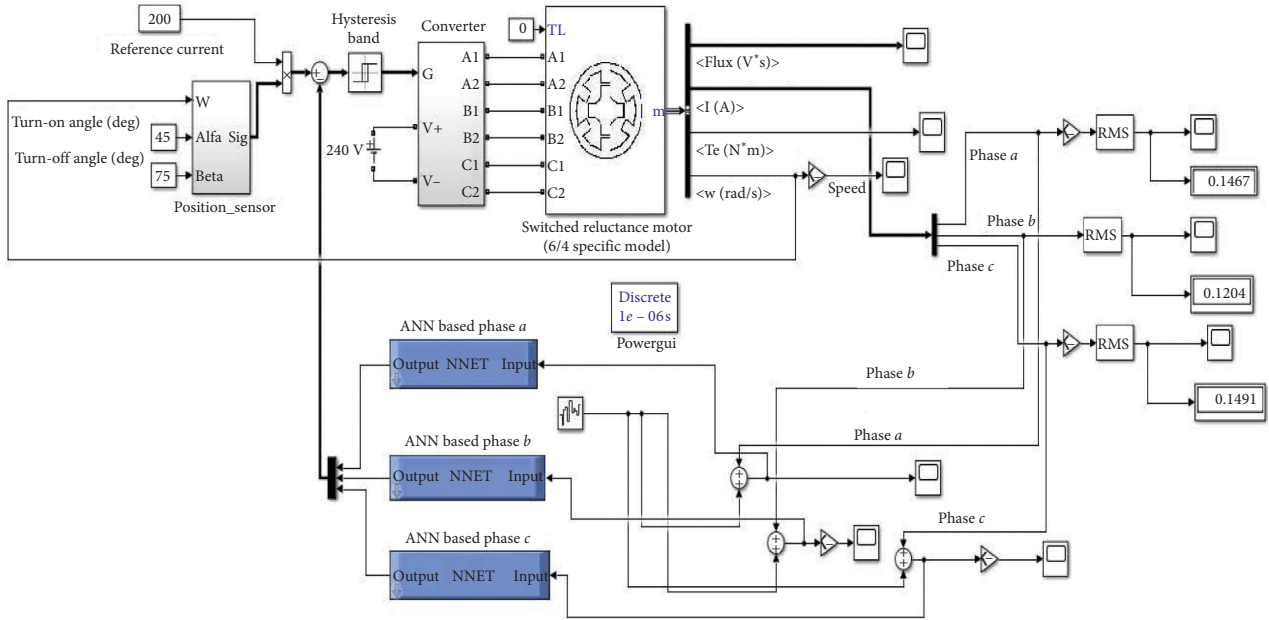 200
Reference current
Hysteresis
band
Converter
0
TL
W
Alfa
Sig
Beta
Turn-on angle (deg)
45
Turn-off angle (deg)
75
Position_sensor
×
+
−
G
V+
V−
240 V
+
A1
A2
B1
B2
C1
C2
A1
A2
B1
B2
C1
C2
m
Switched reluctance motor
(6/4 specific model)
<Flux (V*s)>
<I (A)>
<Te (N*m)>
<w (rad/s)>
Speed
Phase a
Phase b
Phase c
RMS
0.1467
RMS
0.1204
RMS
0.1491
Discrete
1e – 06s
Powergui
ANN based phase a
Output NNET Input
ANN based phase b
Output NNET Input
ANN based phase c
Output NNET Input
Phase b
Phase a
Phase c
+
+
+
+
+
+